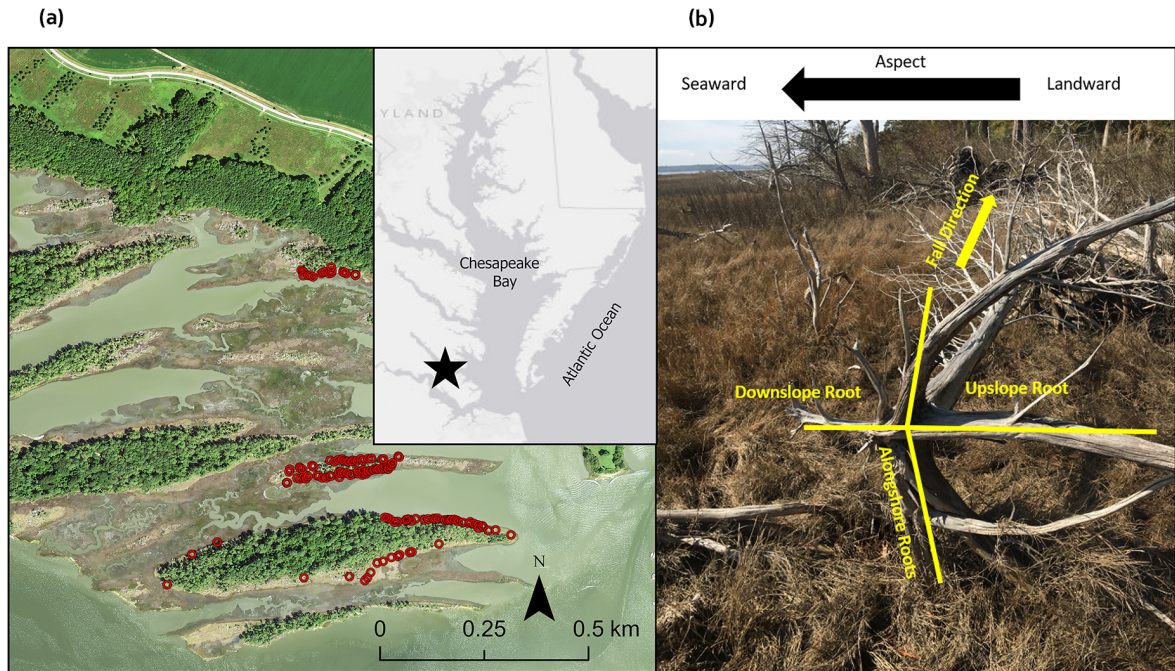 (a)
(b)
YLAND
Chesapeake
Bay
Atlantic Ocean
N
0 0.25 0.5 km
Aspect
Seaward
Landward
Fall Direction
Downslope Root
Upslope Root
Alongshore Roots